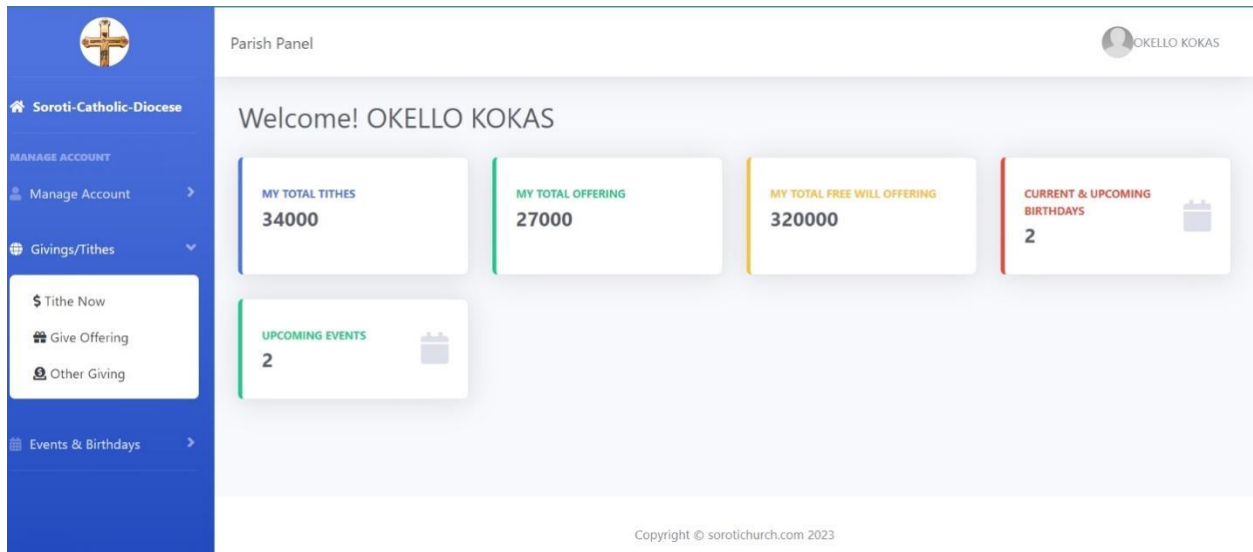 Parish Panel
OKELLO KOKAS
Soroti-Catholic-Diocese
MANAGE ACCOUNT
Manage Account
Givings/Tithes
Tithe Now
Give Offering
Other Giving
Events & Birthdays
Welcome! OKELLO KOKAS
MY TOTAL TITHES
34000
MY TOTAL OFFERING
27000
MY TOTAL FREE WILL OFFERING
320000
CURRENT & UPCOMING
BIRTHDAYS
2
UPCOMING EVENTS
2
Copyright © sorotichurch.com 2023